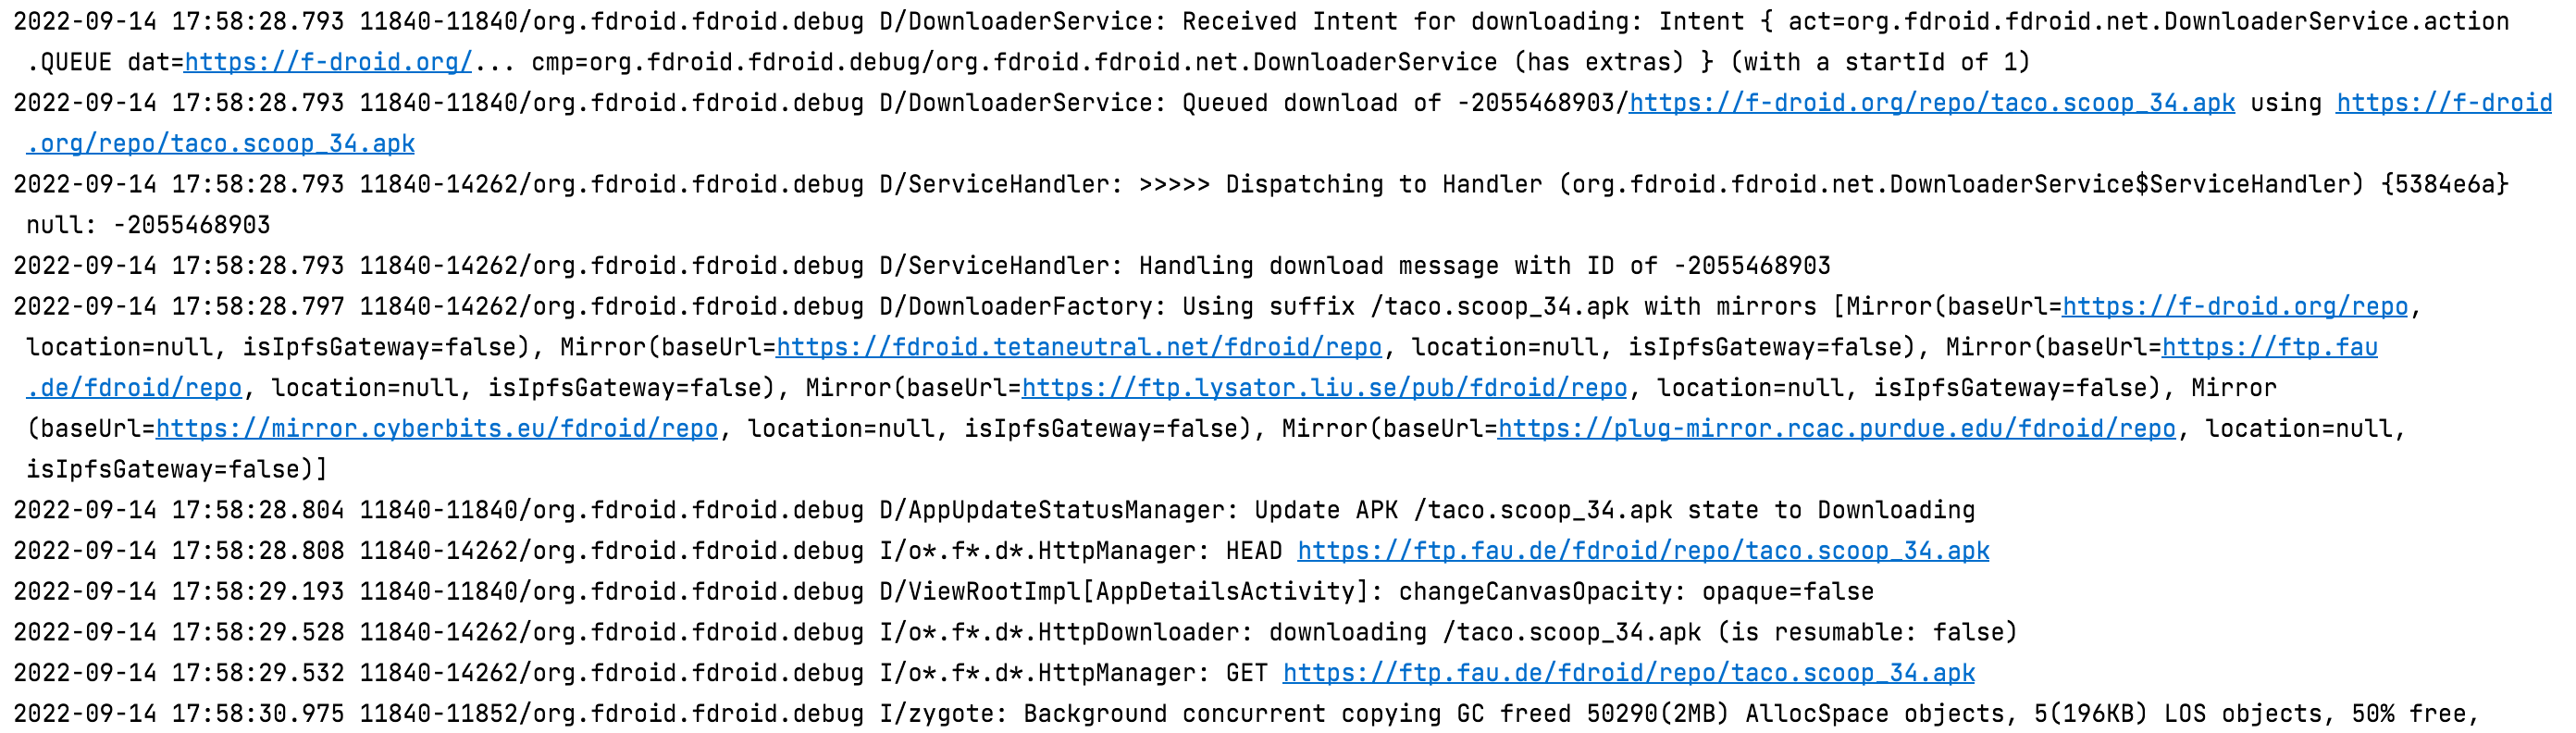 2022-09-14 17:58:28.793 11840-11840/org.fdroid.fdroid.debug D/DownloaderService: Received Intent for downloading: Intent { act=org.fdroid.fdroid.net.DownloaderService.action
.QUEUE dat=https://f-droid.org/... cmp=org.fdroid.fdroid.debug/org.fdroid.fdroid.net.DownloaderService (has extras) } (with a startId of 1)
2022-09-14 17:58:28.793 11840-11840/org.fdroid.fdroid.debug D/DownloaderService: Queued download of -2055468903/https://f-droid.org/repo/taco.scoop_34.apk using https://f-droid
.org/repo/taco.scoop_34.apk
2022-09-14 17:58:28.793 11840-14262/org.fdroid.fdroid.debug D/ServiceHandler: >>>>> Dispatching to Handler (org.fdroid.fdroid.net.DownloaderService$ServiceHandler) {5384e6a}
null: -2055468903
2022-09-14 17:58:28.793 11840-14262/org.fdroid.fdroid.debug D/ServiceHandler: Handling download message with ID of -2055468903
2022-09-14 17:58:28.797 11840-14262/org.fdroid.fdroid.debug D/DownloaderFactory: Using suffix /taco.scoop_34.apk with mirrors [Mirror(baseUrl=https://f-droid.org/repo,
location=null, isIpfsGateway=false), Mirror(baseUrl=https://fdroid.tetaneutral.net/fdroid/repo, location=null, isIpfsGateway=false), Mirror(baseUrl=https://ftp.fau
.de/fdroid/repo, location=null, isIpfsGateway=false), Mirror(baseUrl=https://ftp.lysator.liu.se/pub/fdroid/repo, location=null, isIpfsGateway=false), Mirror
(baseUrl=https://mirror.cyberbits.eu/fdroid/repo, location=null, isIpfsGateway=false), Mirror(baseUrl=https://plug-mirror.rcac.purdue.edu/fdroid/repo, location=null,
isIpfsGateway=false)]
2022-09-14 17:58:28.804 11840-11840/org.fdroid.fdroid.debug D/AppUpdateStatusManager: Update APK /taco.scoop_34.apk state to Downloading
2022-09-14 17:58:28.808 11840-14262/org.fdroid.fdroid.debug I/o*.f*.d*.HttpManager: HEAD https://ftp.fau.de/fdroid/repo/taco.scoop_34.apk
2022-09-14 17:58:29.193 11840-11840/org.fdroid.fdroid.debug D/ViewRootImpl[AppDetailsActivity]: changeCanvasOpacity: opaque=false
2022-09-14 17:58:29.528 11840-14262/org.fdroid.fdroid.debug I/o*.f*.d*.HttpDownloader: downloading /taco.scoop_34.apk (is resumable: false)
2022-09-14 17:58:29.532 11840-14262/org.fdroid.fdroid.debug I/o*.f*.d*.HttpManager: GET https://ftp.fau.de/fdroid/repo/taco.scoop_34.apk
2022-09-14 17:58:30.975 11840-11852/org.fdroid.fdroid.debug I/zygote: Background concurrent copying GC freed 50290(2MB) AllocSpace objects, 5(196KB) LOS objects, 50% free,